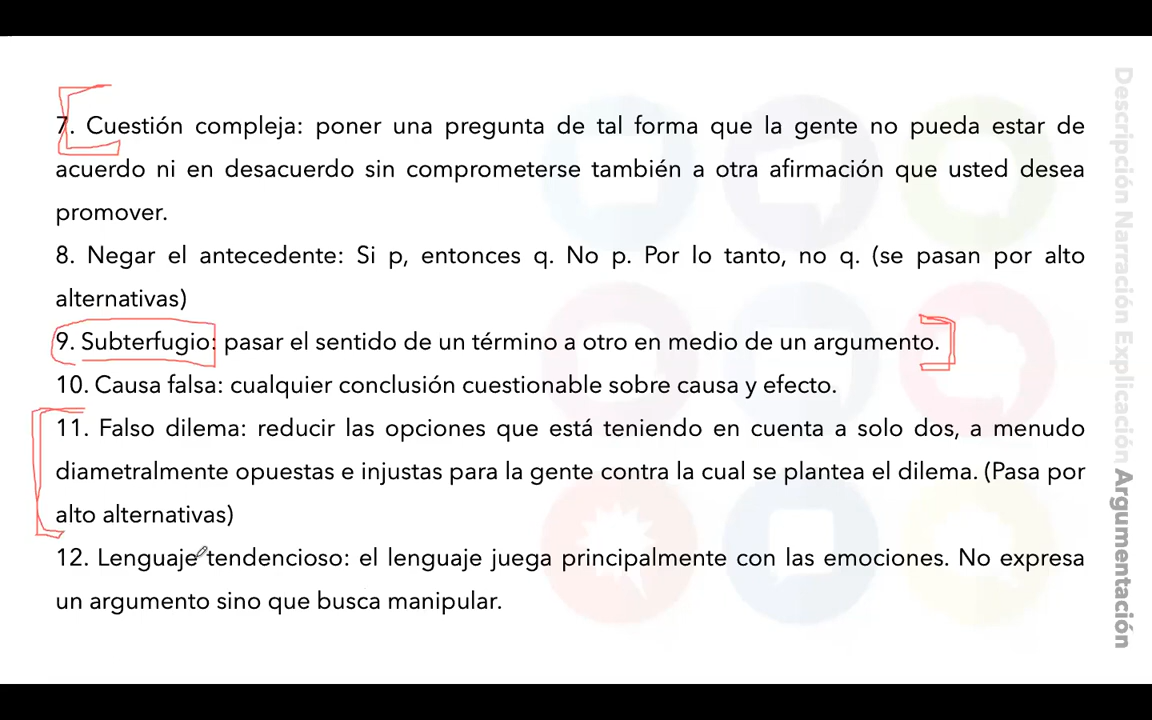 7. Cuestión compleja: poner una pregunta de tal forma que la gente no pueda estar de
acuerdo ni en desacuerdo sin comprometerse también a otra afirmación que usted desea
promover.
8. Negar el antecedente: Si p, entonces q. No p. Por lo tanto, no q. (se pasan por alto
alternativas)
9. Subterfugio: pasar el sentido de un término a otro en medio de un argumento.
10. Causa falsa: cualquier conclusión cuestionable sobre causa y efecto.
11. Falso dilema: reducir las opciones que está teniendo en cuenta a solo dos, a menudo
diametralmente opuestas e injustas para la gente contra la cual se plantea el dilema. (Pasa por
alto alternativas)
12. Lenguaje tendencioso: el lenguaje juega principalmente con las emociones. No expresa
un argumento sino que busca manipular.
Descripción Narración Explicación Argumentación